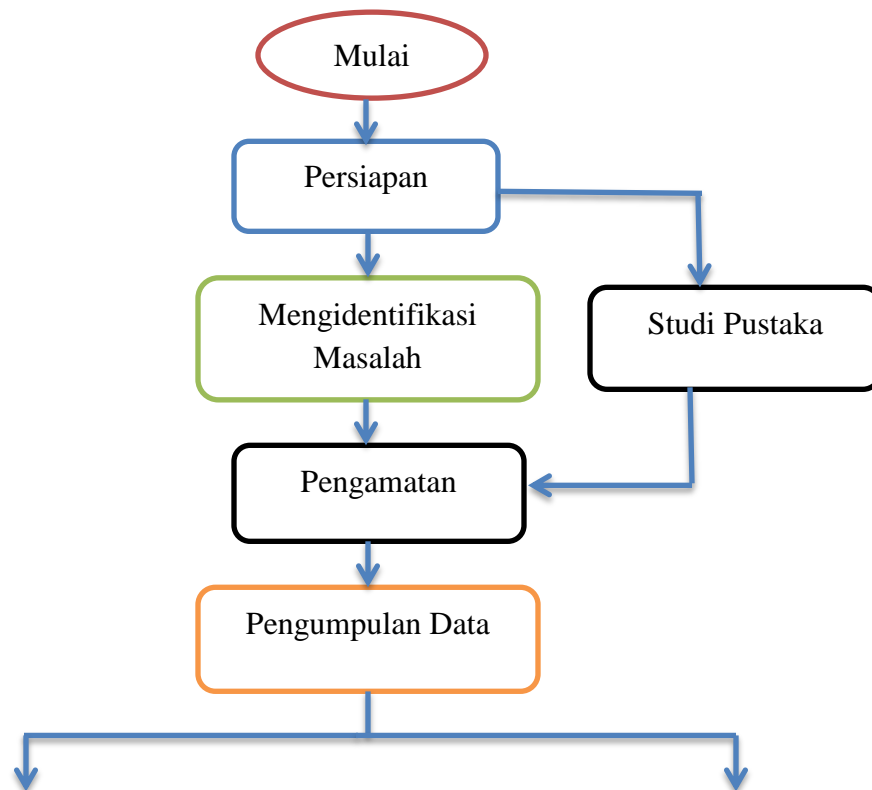 Mulai
Persiapan
Mengidentifikasi
Masalah
Studi Pustaka
Pengamatan
Pengumpulan Data